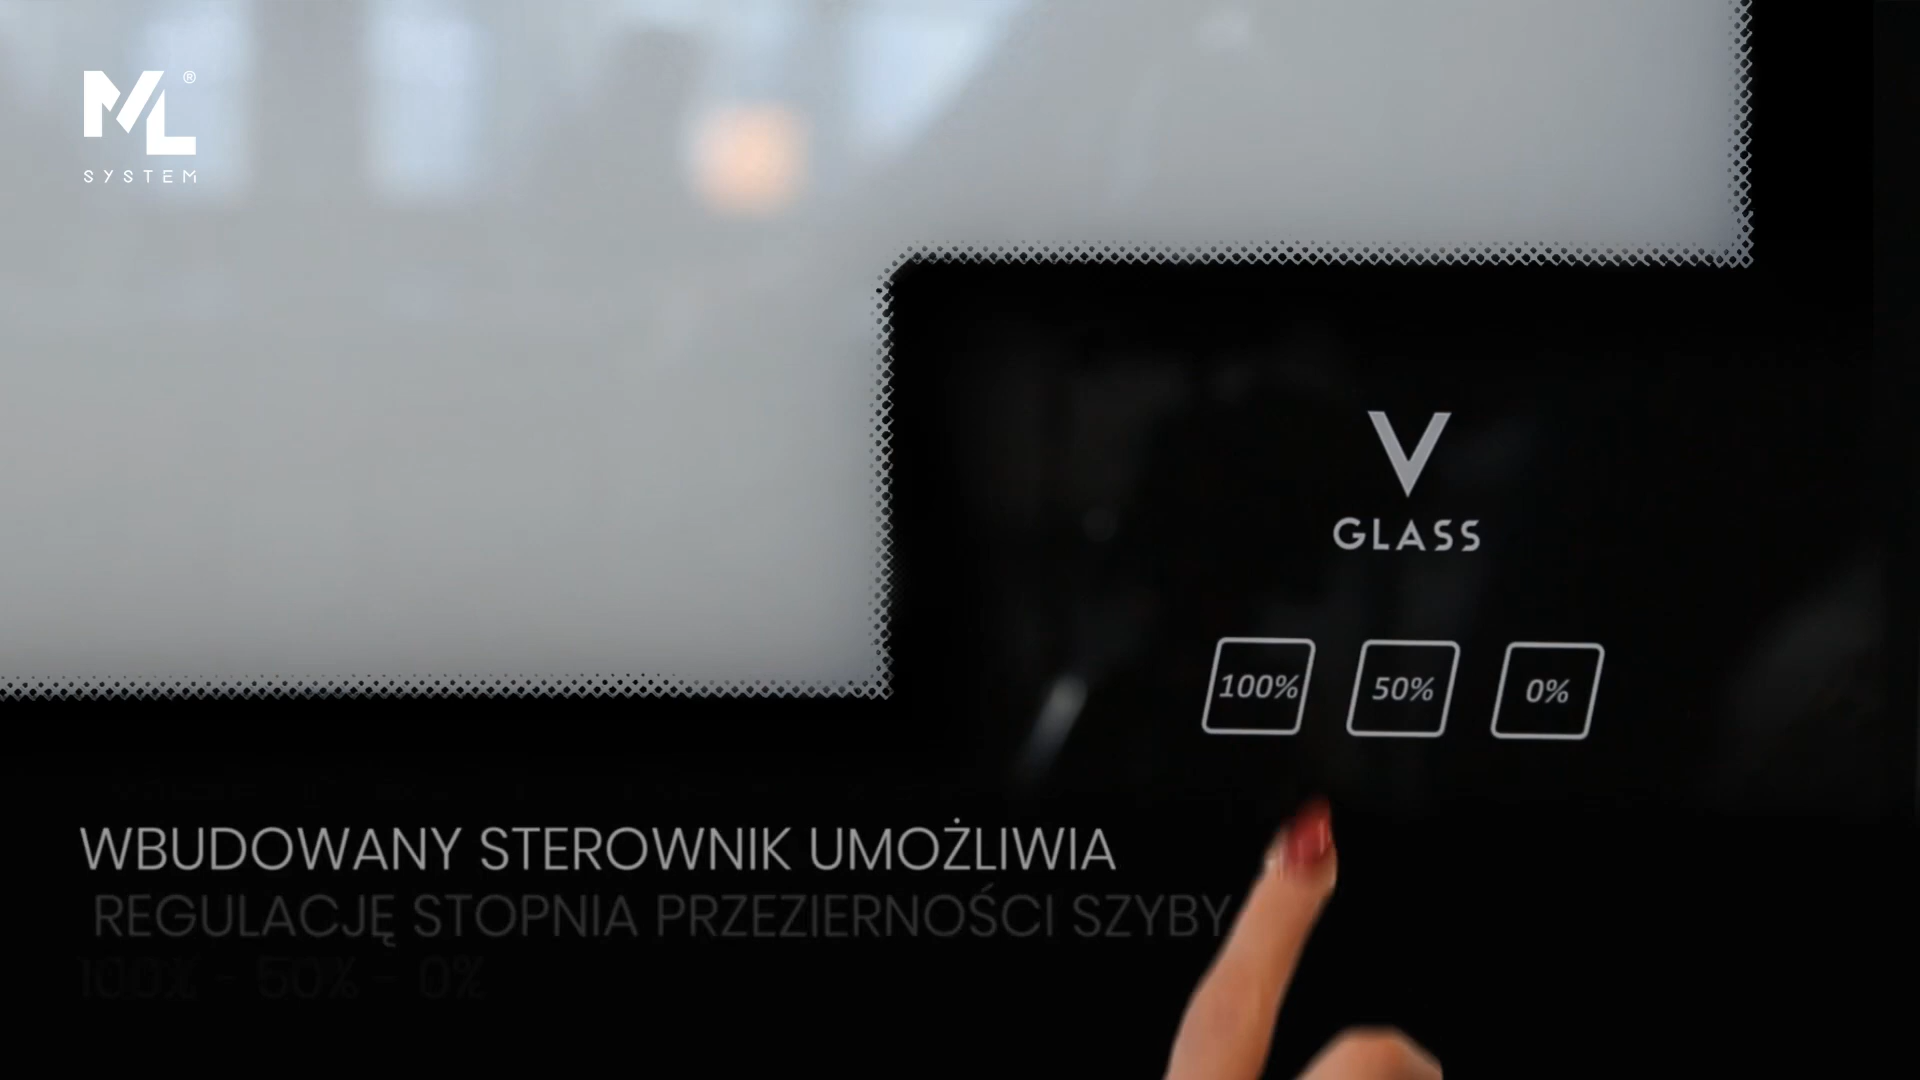 ML®
SYSTEM
V
GLASS
100% 50% 0%
WBUDOWANY STEROWNIK UMOŻLIWIA
REGULACJĘ STOPNIA PRZEZIERNOŚCI SZYBY
100% - 50% - 0%